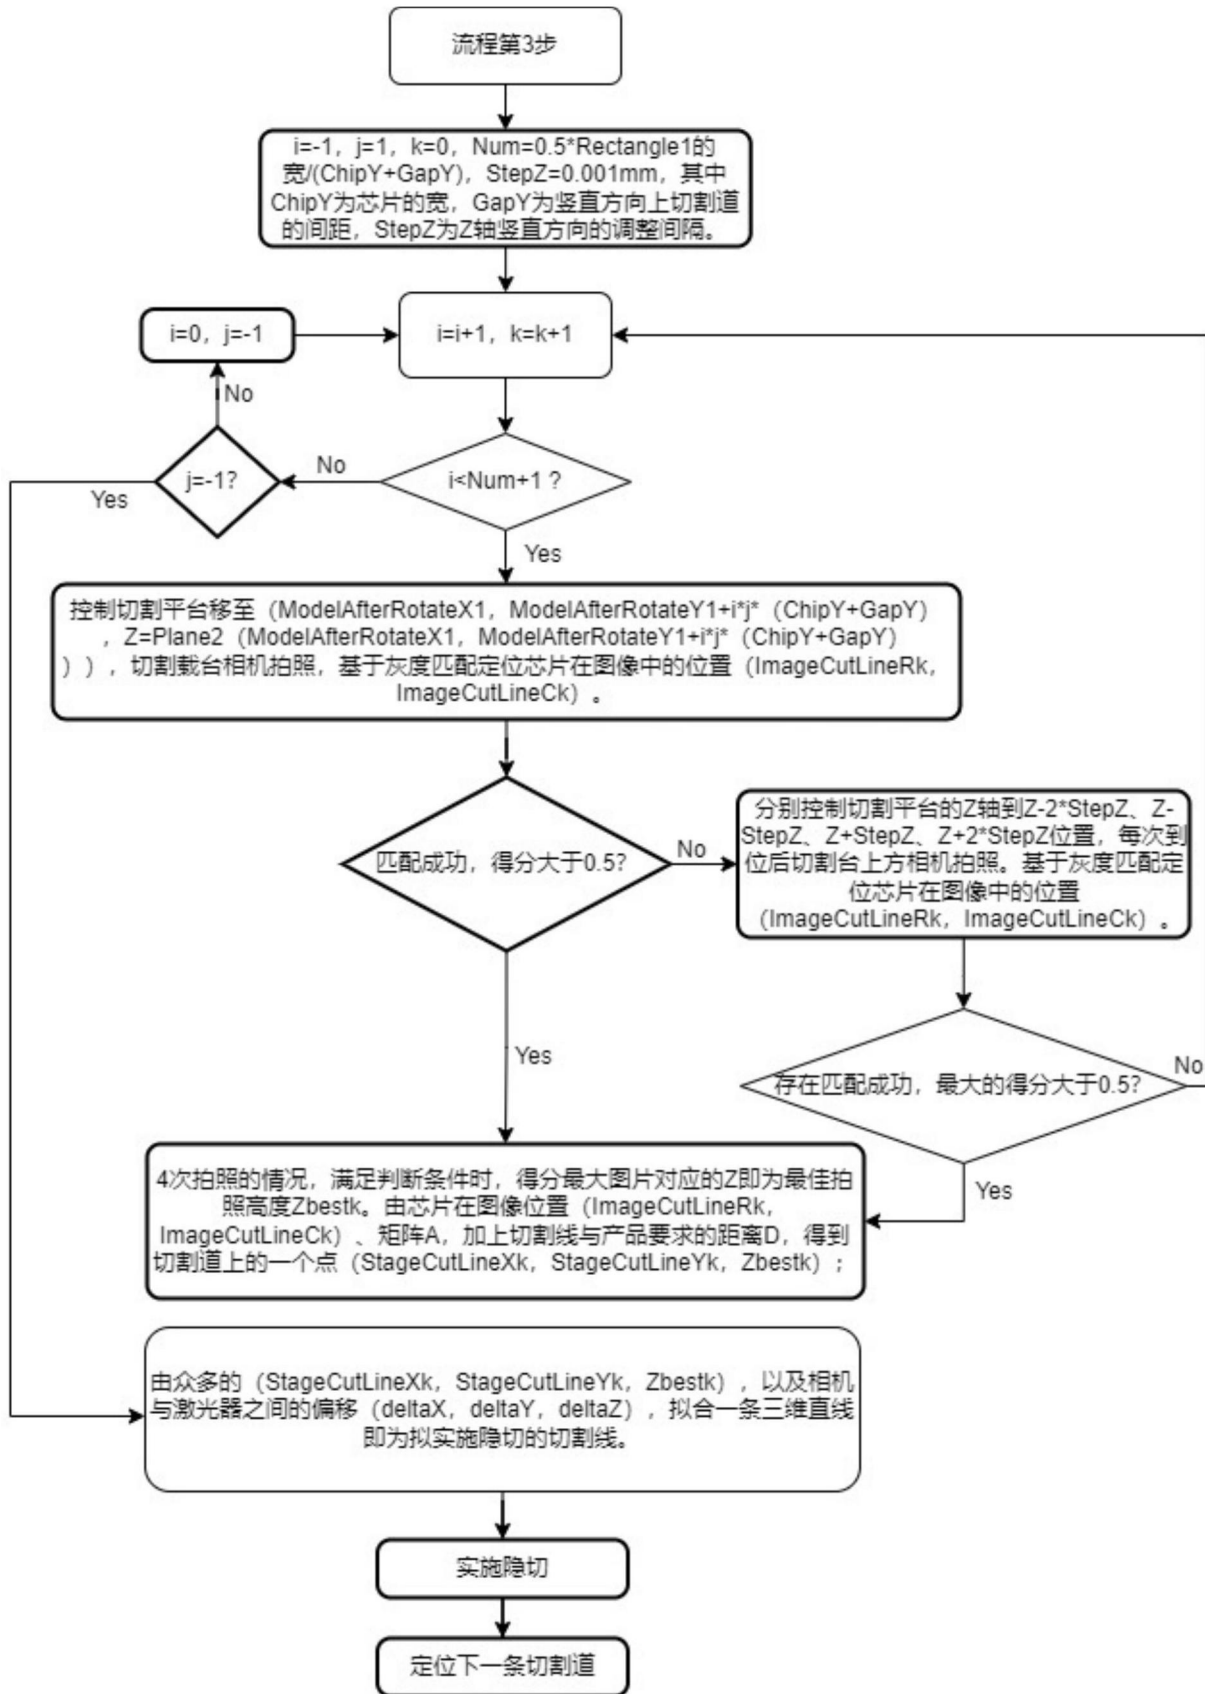 流程第3步
i=-1，j=1，k=0，Num=0.5*Rectangle1的
宽/(ChipY+GapY)，StepZ=0.001mm，其中
ChipY为芯片的宽，GapY为竖直方向上切割道
的间距，StepZ为Z轴竖直方向的调整间隔。
i=0，j=-1
i=i+1，k=k+1
No
j=-1?
No
i<Num+1 ?
Yes
Yes
控制切割平台移至（ModelAfterRotateX1，ModelAfterRotateY1+i*j*（ChipY+GapY）
，Z=Plane2（ModelAfterRotateX1，ModelAfterRotateY1+i*j*（ChipY+GapY）
）），切割载台相机拍照，基于灰度匹配定位芯片在图像中的位置（ImageCutLineRk，
ImageCutLineCk）。
匹配成功，得分大于0.5?
No
分别控制切割平台的Z轴到Z-2*StepZ、Z-
StepZ、Z+StepZ、Z+2*StepZ位置，每次到
位后切割台上方相机拍照。基于灰度匹配定
位芯片在图像中的位置
（ImageCutLineRk，ImageCutLineCk）。
Yes
存在匹配成功，最大的得分大于0.5?
No
Yes
4次拍照的情况，满足判断条件时，得分最大图片对应的Z即为最佳拍
照高度Zbestk。由芯片在图像位置（ImageCutLineRk，
ImageCutLineCk）、矩阵A，加上切割线与产品要求的距离D，得到
切割道上的一个点（StageCutLineXk，StageCutLineYk，Zbestk）；
由众多的（StageCutLineXk，StageCutLineYk，Zbestk），以及相机
与激光器之间的偏移（deltaX，deltaY，deltaZ），拟合一条三维直线
即为拟实施隐切的切割线。
实施隐切
定位下一条切割道